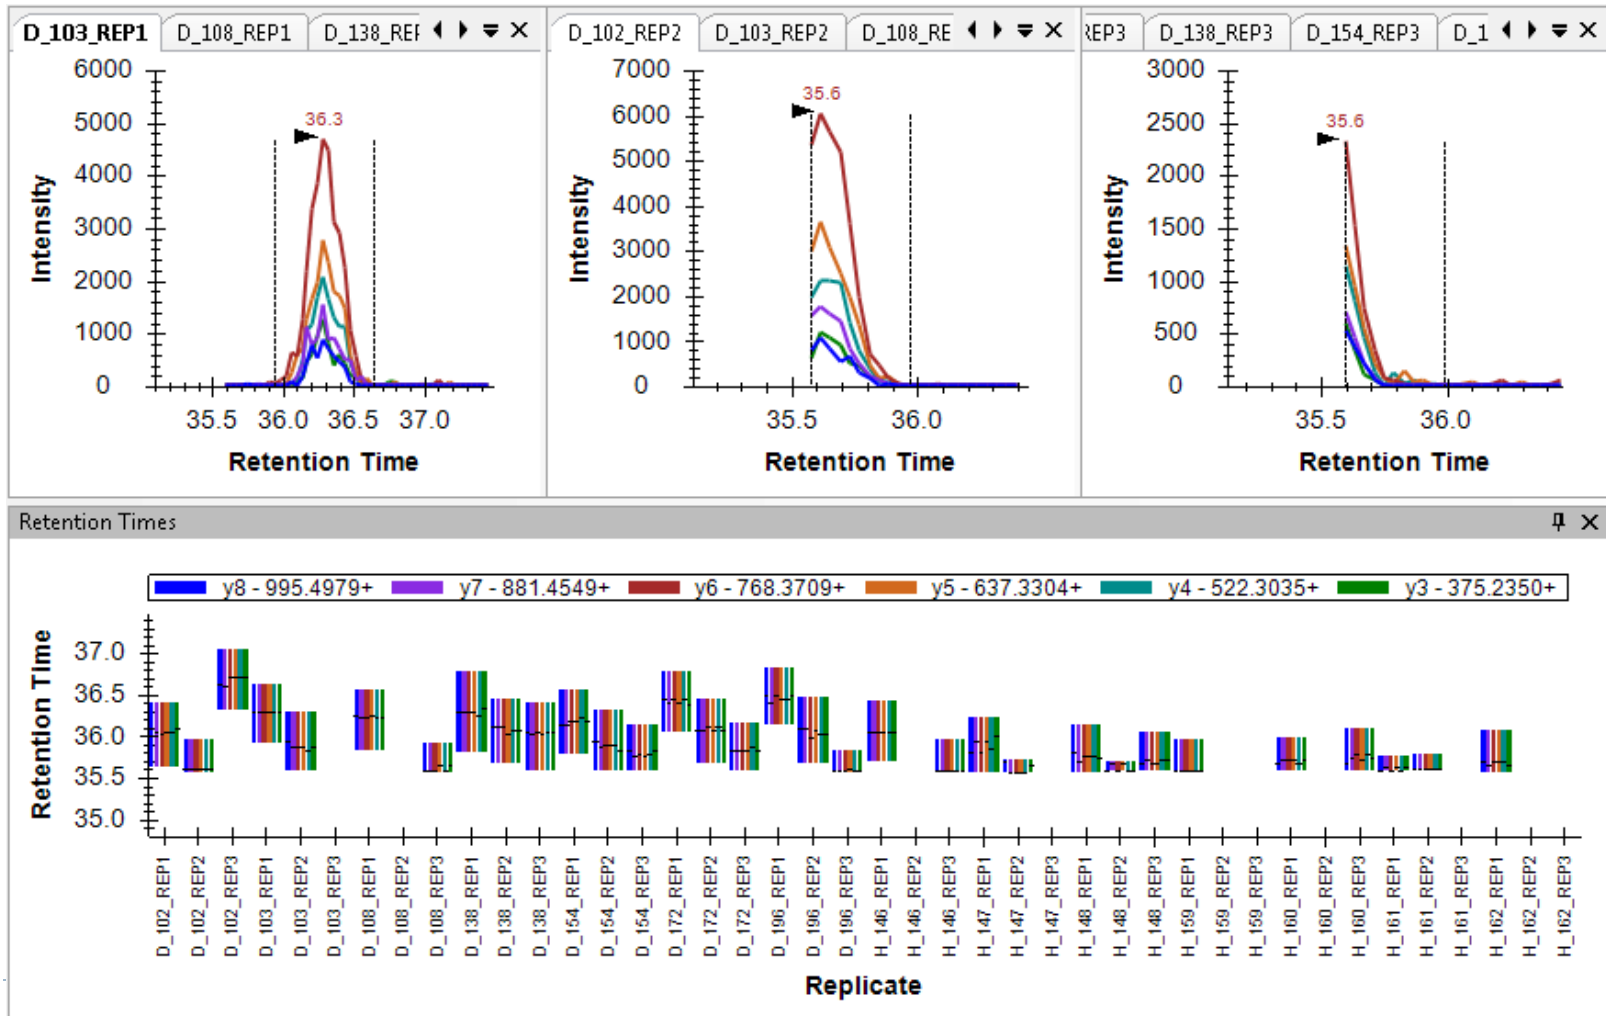 D_103_REP1 D_108_REP1 D_138_REF
D_102_REP2 D_103_REP2 D_108_RE
REP3 D_138_REP3 D_154_REP3 D_1
6000
5000
4000
3000
2000
1000
0
36.3
35.5 36.0 36.5 37.0
Intensity
Retention Time
7000
6000
5000
4000
3000
2000
1000
0
35.6
35.5 36.0
Intensity
Retention Time
3000
2500
2000
1500
1000
500
0
35.6
35.5 36.0
Intensity
Retention Time
Retention Times
y8 - 995.4979+ y7 - 881.4549+ y6 - 768.3709+ y5 - 637.3304+ y4 - 522.3035+ y3 - 375.2350+
37.0
36.5
36.0
35.5
35.0
Retention Time
D_102_REP1
D_102_REP2
D_102_REP3
D_103_REP1
D_103_REP2
D_103_REP3
D_108_REP1
D_108_REP2
D_108_REP3
D_138_REP1
D_138_REP2
D_138_REP3
D_154_REP1
D_154_REP2
D_154_REP3
D_172_REP1
D_172_REP2
D_172_REP3
D_196_REP1
D_196_REP2
D_196_REP3
H_146_REP1
H_146_REP2
H_146_REP3
H_147_REP1
H_147_REP2
H_147_REP3
H_148_REP1
H_148_REP2
H_148_REP3
H_159_REP1
H_159_REP2
H_159_REP3
H_160_REP1
H_160_REP2
H_160_REP3
H_161_REP1
H_161_REP2
H_161_REP3
H_162_REP1
H_162_REP2
H_162_REP3
Replicate